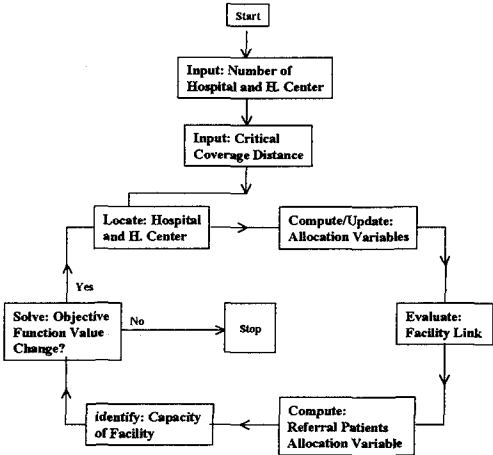 Start
Input: Number of
Hospital and H. Center
Input: Critical
Coverage Distance
Locate: Hospital
and H. Center
Compute/Update:
Allocation Variables
Yes
Solve: Objective
Function Value
Change?
No
Stop
Evaluate:
Facility Link
identify: Capacity
of Facility
Compute:
Referral Patients
Allocation Variable